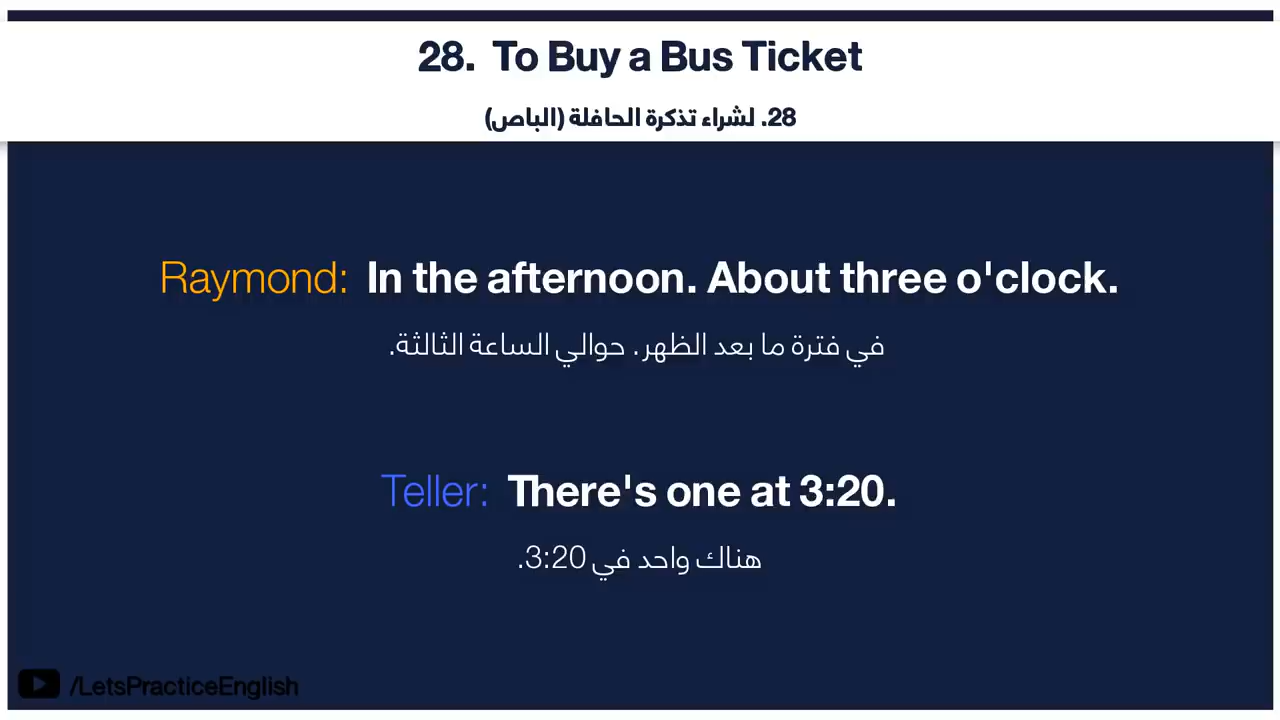 28. To Buy a Bus Ticket
28. لشراء تذكرة الحافلة (الباص)
Raymond: In the afternoon. About three o'clock.
في فترة ما بعد الظهر. حوالي الساعة الثالثة.
Teller: There's one at 3:20.
هناك واحد في 3:20.
/LetsPracticeEnglish